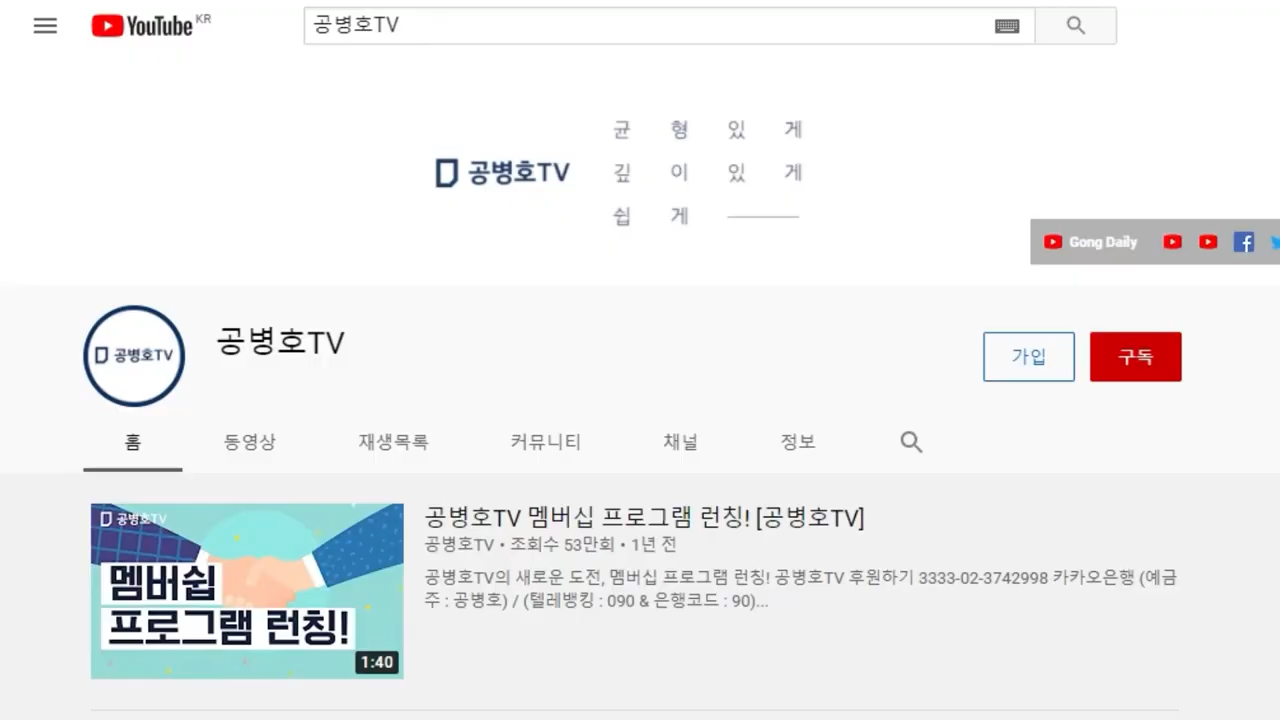 YouTube KR
공병호TV
균 형 있 게
공병호TV
깊 이 있 게
쉽 게
Gong Daily
공병호TV
공병호TV
가입
구독
홈
동영상
재생목록
커뮤니티
채널
정보
공병호TV
멤버쉽
프로그램 런칭!
1:40
공병호TV 멤버십 프로그램 런칭! [공병호TV]
공병호TV • 조회수 53만회 • 1년 전
공병호TV의 새로운 도전, 멤버십 프로그램 런칭! 공병호TV 후원하기 3333-02-3742998 카카오은행 (예금
주 : 공병호) / (텔레뱅킹 : 090 & 은행코드 : 90)...